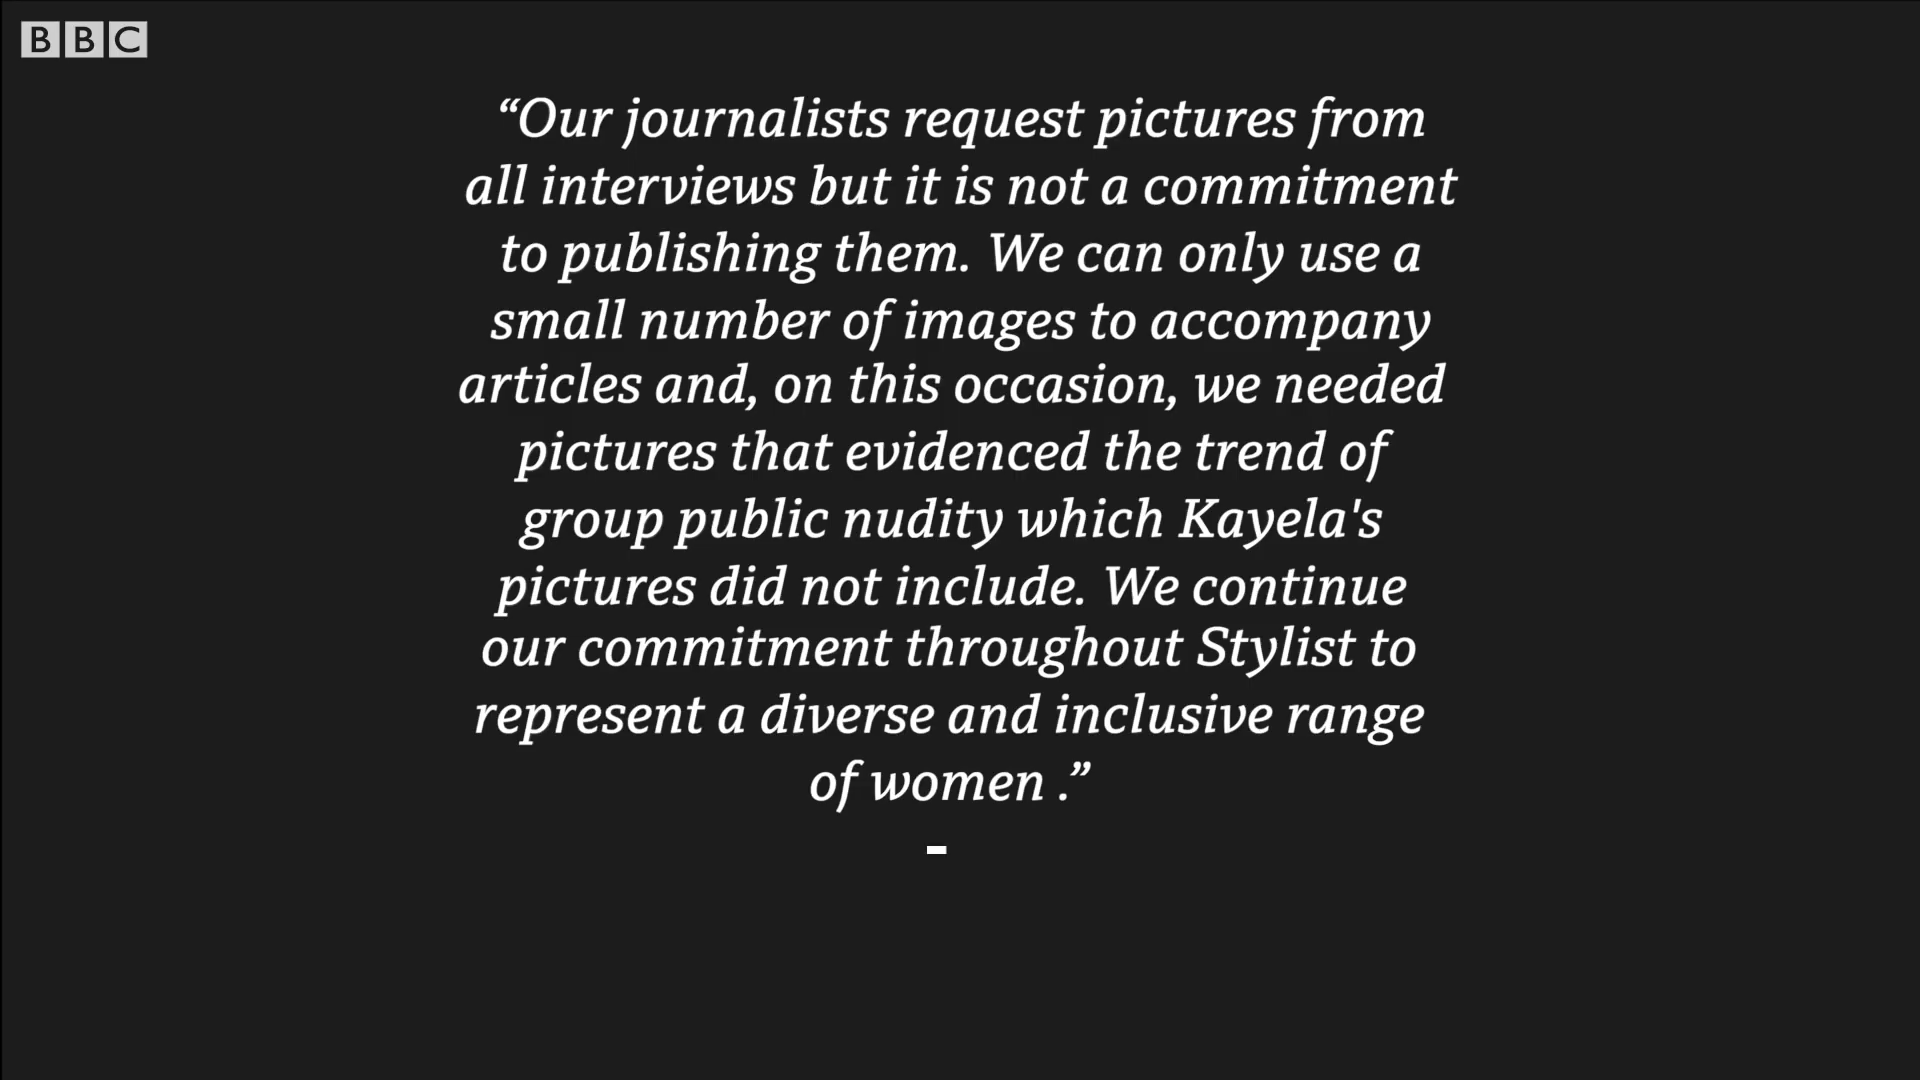 BBC
“Our journalists request pictures from
all interviews but it is not a commitment
to publishing them. We can only use a
small number of images to accompany
articles and, on this occasion, we needed
pictures that evidenced the trend of
group public nudity which Kayela's
pictures did not include. We continue
our commitment throughout Stylist to
represent a diverse and inclusive range
of women .”
-